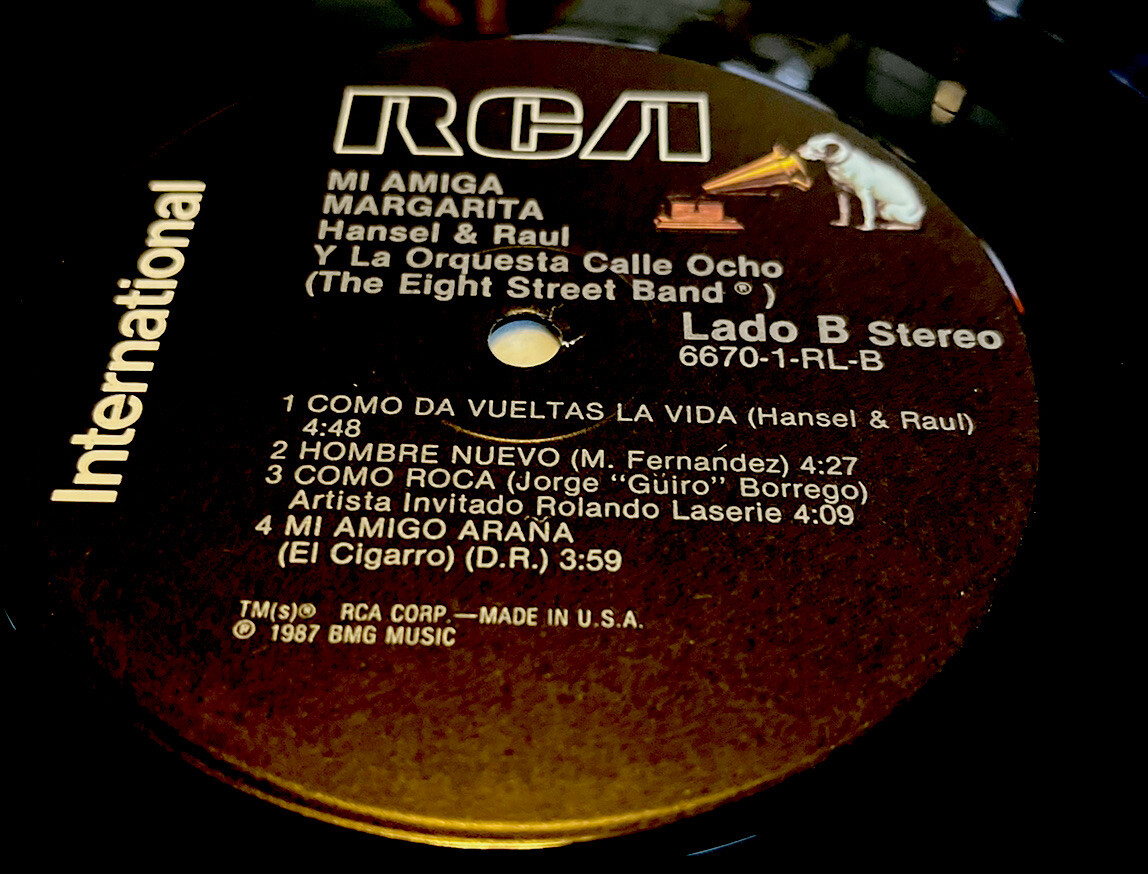 RCA
MI AMIGA
MARGARITA
Hansel & Raul
Y La Orquesta Calle Ocho
(The Eight Street Band ® )
Lado B Stereo
6670-1-RL-B
International
1 COMO DA VUELTAS LA VIDA (Hansel & Raul)
4:48
2 HOMBRE NUEVO (M. Fernandez) 4:27
3 COMO ROCA (Jorge “Güiro” Borrego)
Artista Invitado Rolando Laserie 4:09
4 MI AMIGO ARAÑA
(El Cigarro) (D.R.) 3:59
TM(s)® RCA CORP.—MADE IN U.S.A.
℗ 1987 BMG MUSIC